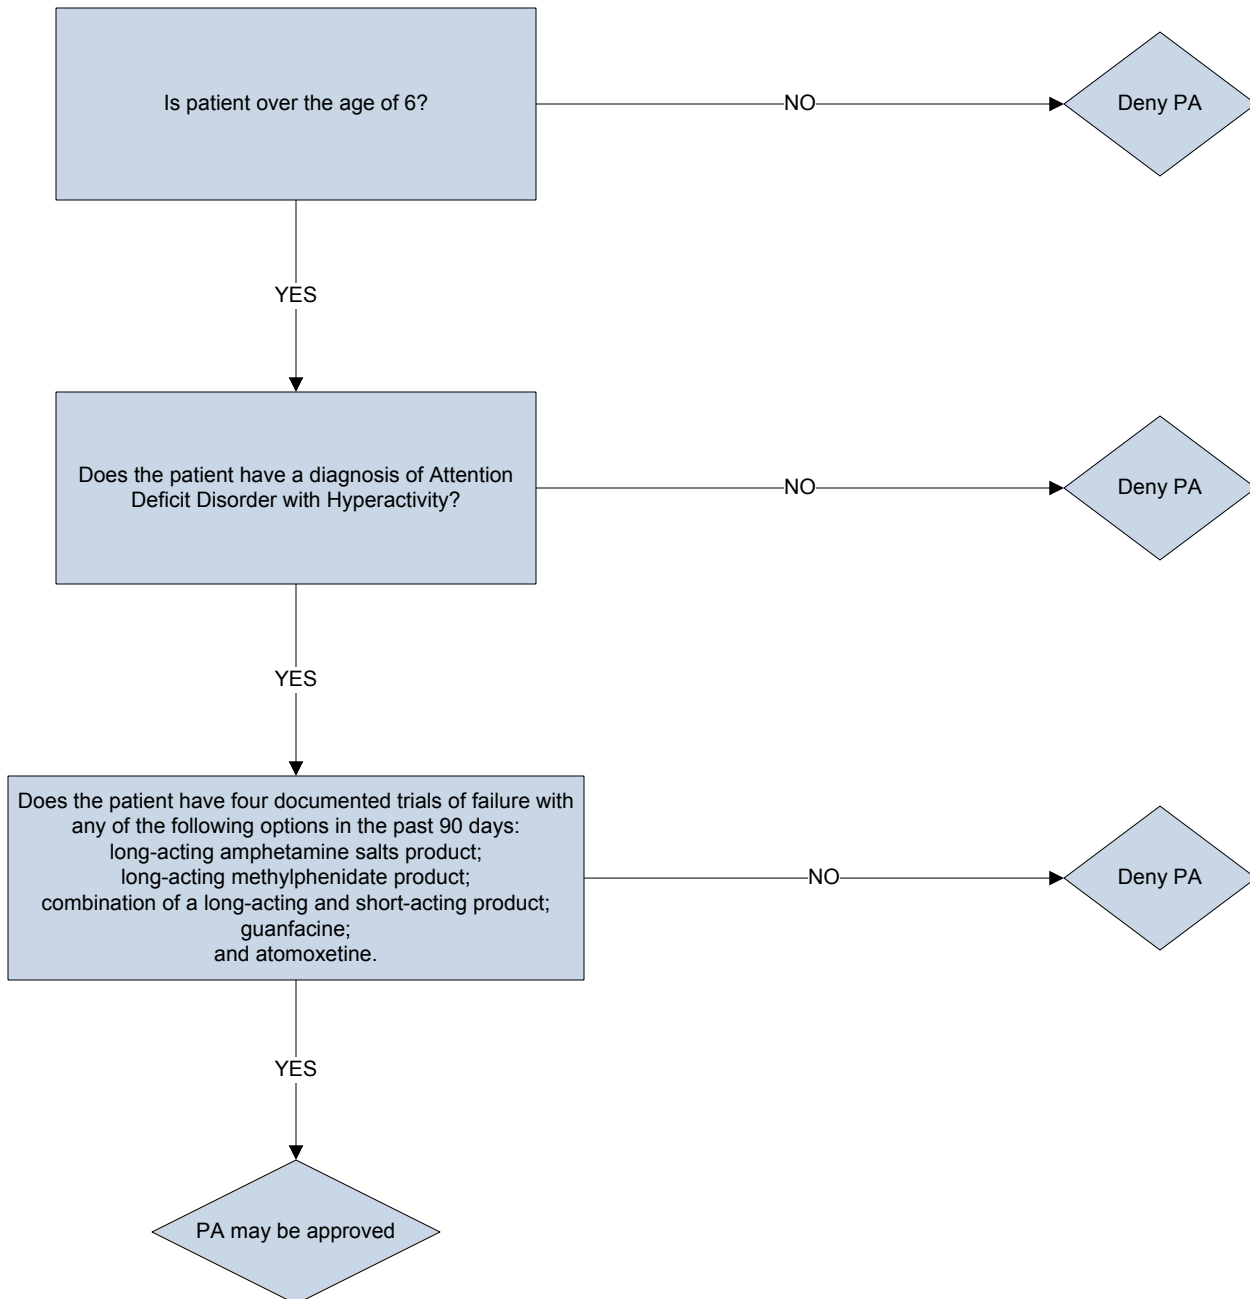 Is patient over the age of 6?
NO
Deny PA
YES
Does the patient have a diagnosis of Attention
Deficit Disorder with Hyperactivity?
NO
Deny PA
YES
Does the patient have four documented trials of failure with
any of the following options in the past 90 days:
long-acting amphetamine salts product;
long-acting methylphenidate product;
combination of a long-acting and short-acting product;
guanfacine;
and atomoxetine.
NO
Deny PA
YES
PA may be approved